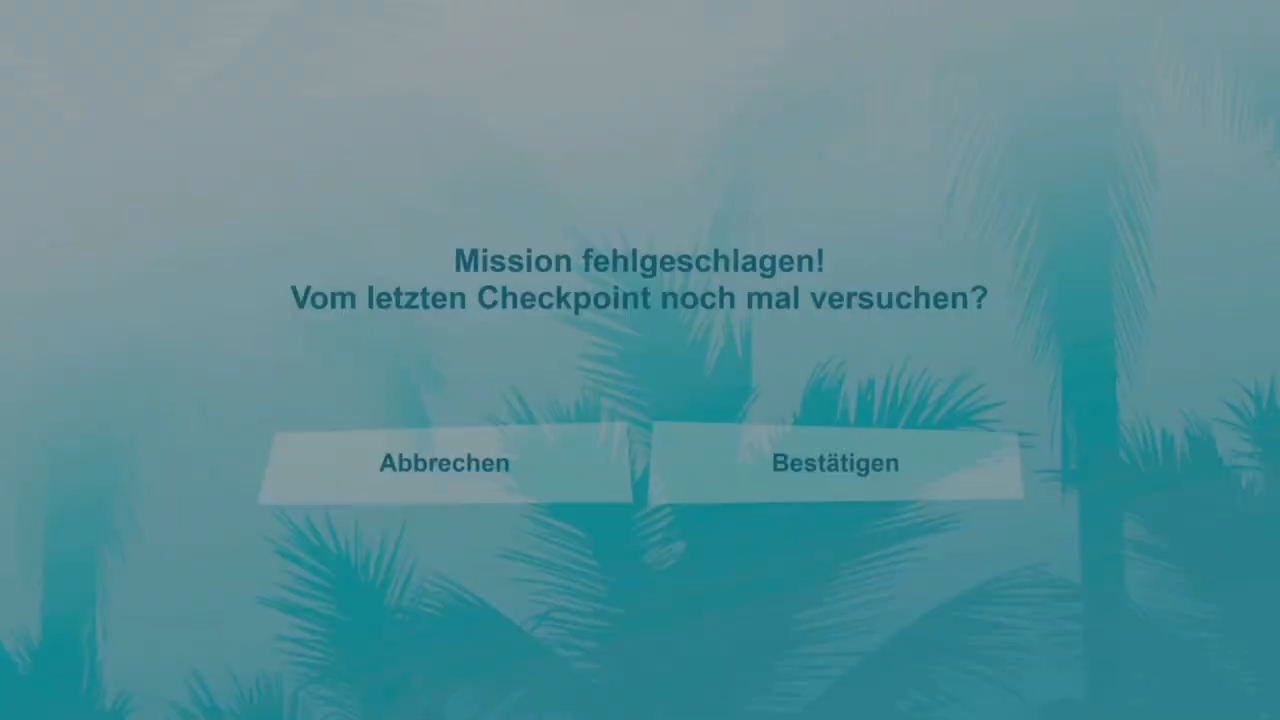 Mission fehlgeschlagen!
Vom letzten Checkpoint noch mal versuchen?
Abbrechen
Bestätigen